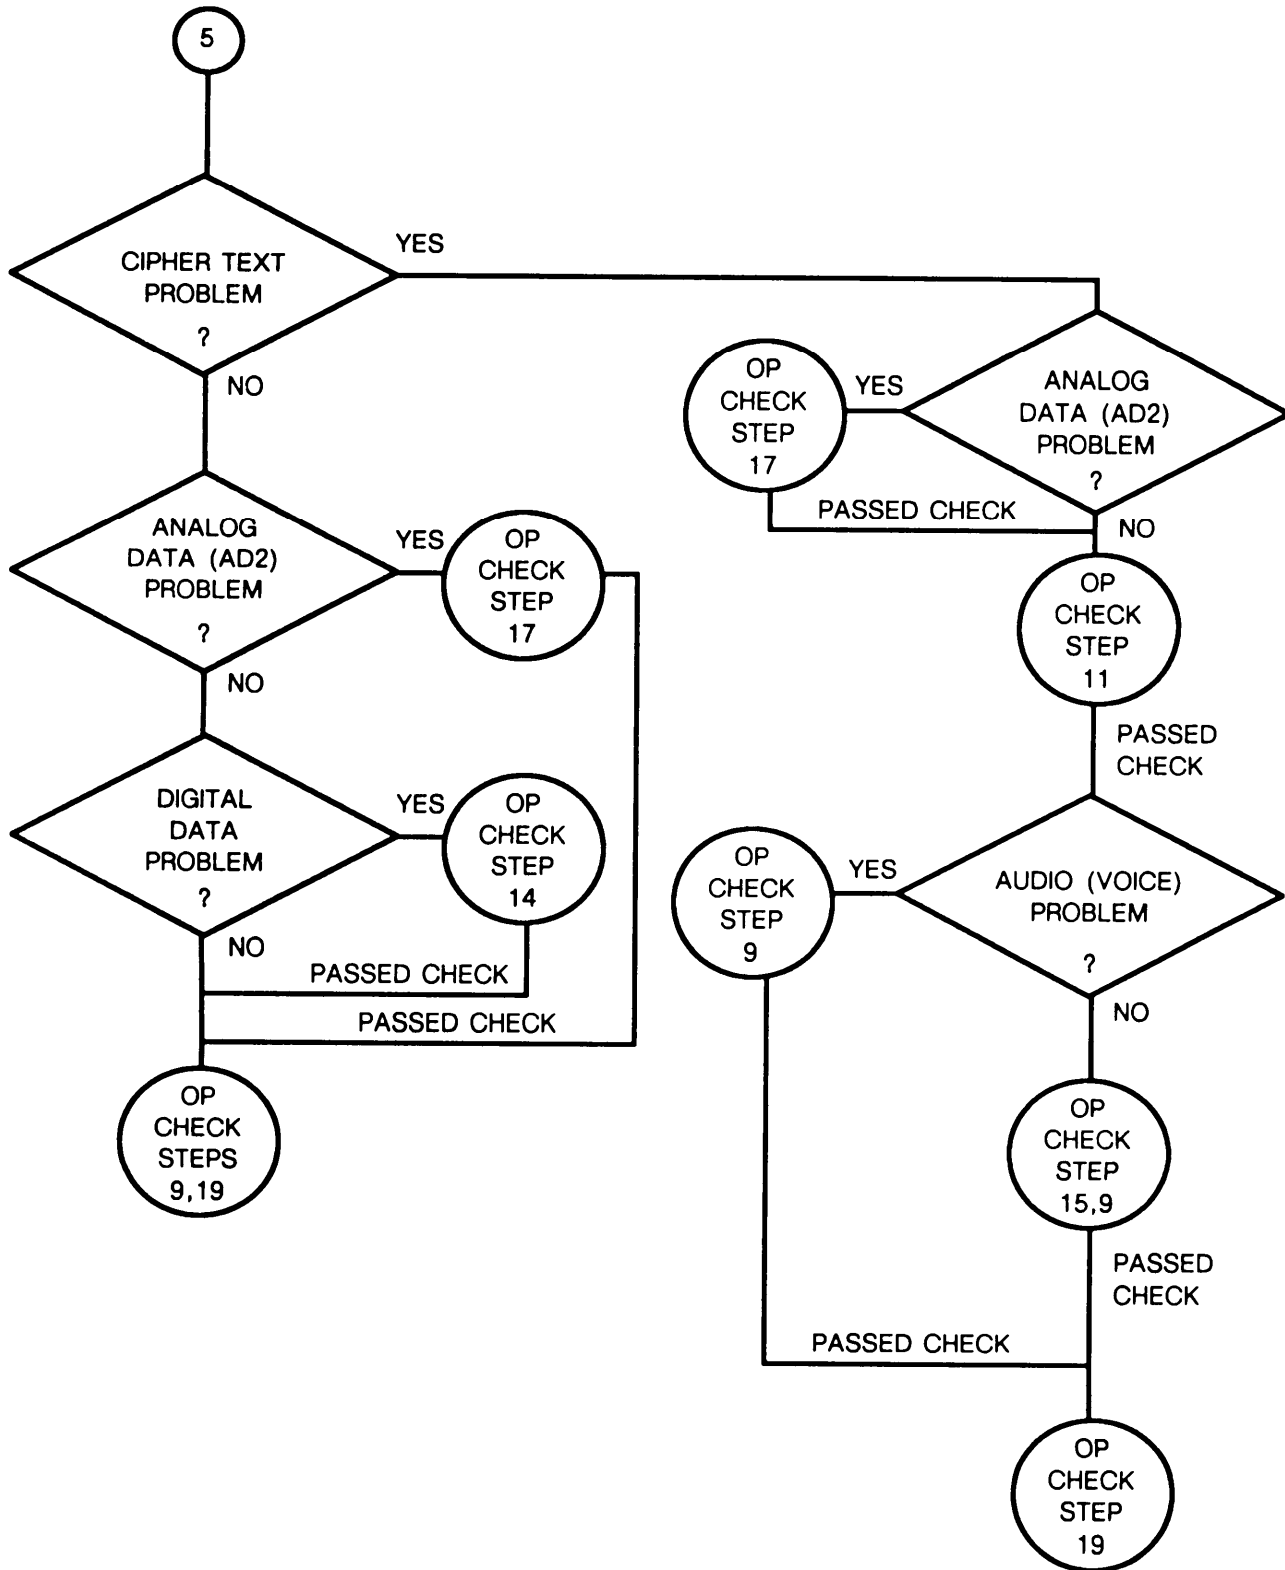 5
CIPHER TEXT
PROBLEM
?
YES
NO
ANALOG
DATA (AD2)
PROBLEM
?
YES
NO
OP
CHECK
STEP
17
DIGITAL
DATA
PROBLEM
?
YES
NO
OP
CHECK
STEP
14
PASSED CHECK
PASSED CHECK
OP
CHECK
STEPS
9,19
ANALOG
DATA (AD2)
PROBLEM
?
YES
NO
OP
CHECK
STEP
17
PASSED CHECK
OP
CHECK
STEP
11
PASSED
CHECK
AUDIO (VOICE)
PROBLEM
?
YES
NO
OP
CHECK
STEP
9
OP
CHECK
STEP
15,9
PASSED
CHECK
PASSED CHECK
OP
CHECK
STEP
19